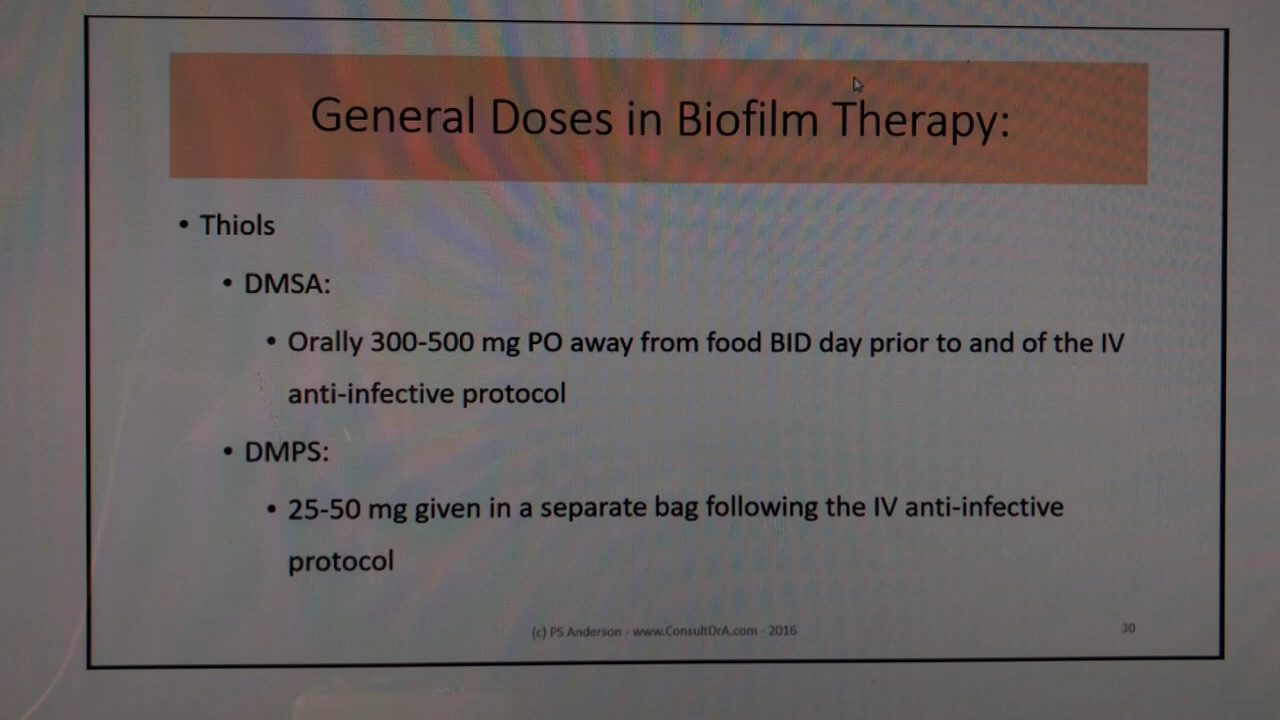 General Doses in Biofilm Therapy:
• Thiols
• DMSA:
• Orally 300-500 mg PO away from food BID day prior to and of the IV
anti-infective protocol
• DMPS:
• 25-50 mg given in a separate bag following the IV anti-infective
protocol
(c) PS Anderson - www.ConsultDrA.com - 2016
30